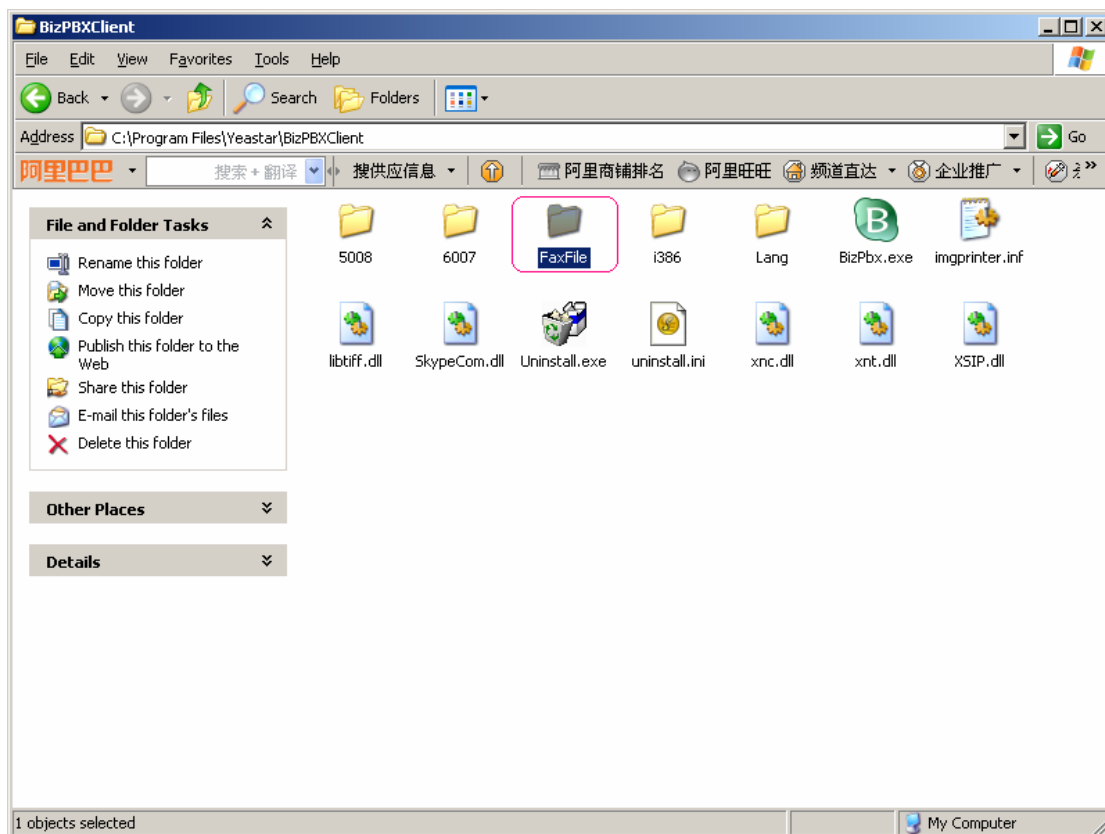 BizPBXClient
File Edit View Favorites Tools Help
Back Search Folders
Address C:\Program Files\Yeastar\BizPBXClient Go
阿里巴巴 搜索 + 翻译 搜供应信息 阿里商铺排名 阿里旺旺 频道直达 企业推广
File and Folder Tasks
Rename this folder
Move this folder
Copy this folder
Publish this folder to the
Web
Share this folder
E-mail this folder's files
Delete this folder
Other Places
Details
5008 6007 FaxFile i386 Lang BizPbx.exe imgprinter.inf
libtiff.dll SkypeCom.dll Uninstall.exe uninstall.ini xnc.dll xnt.dll XSIP.dll
1 objects selected My Computer